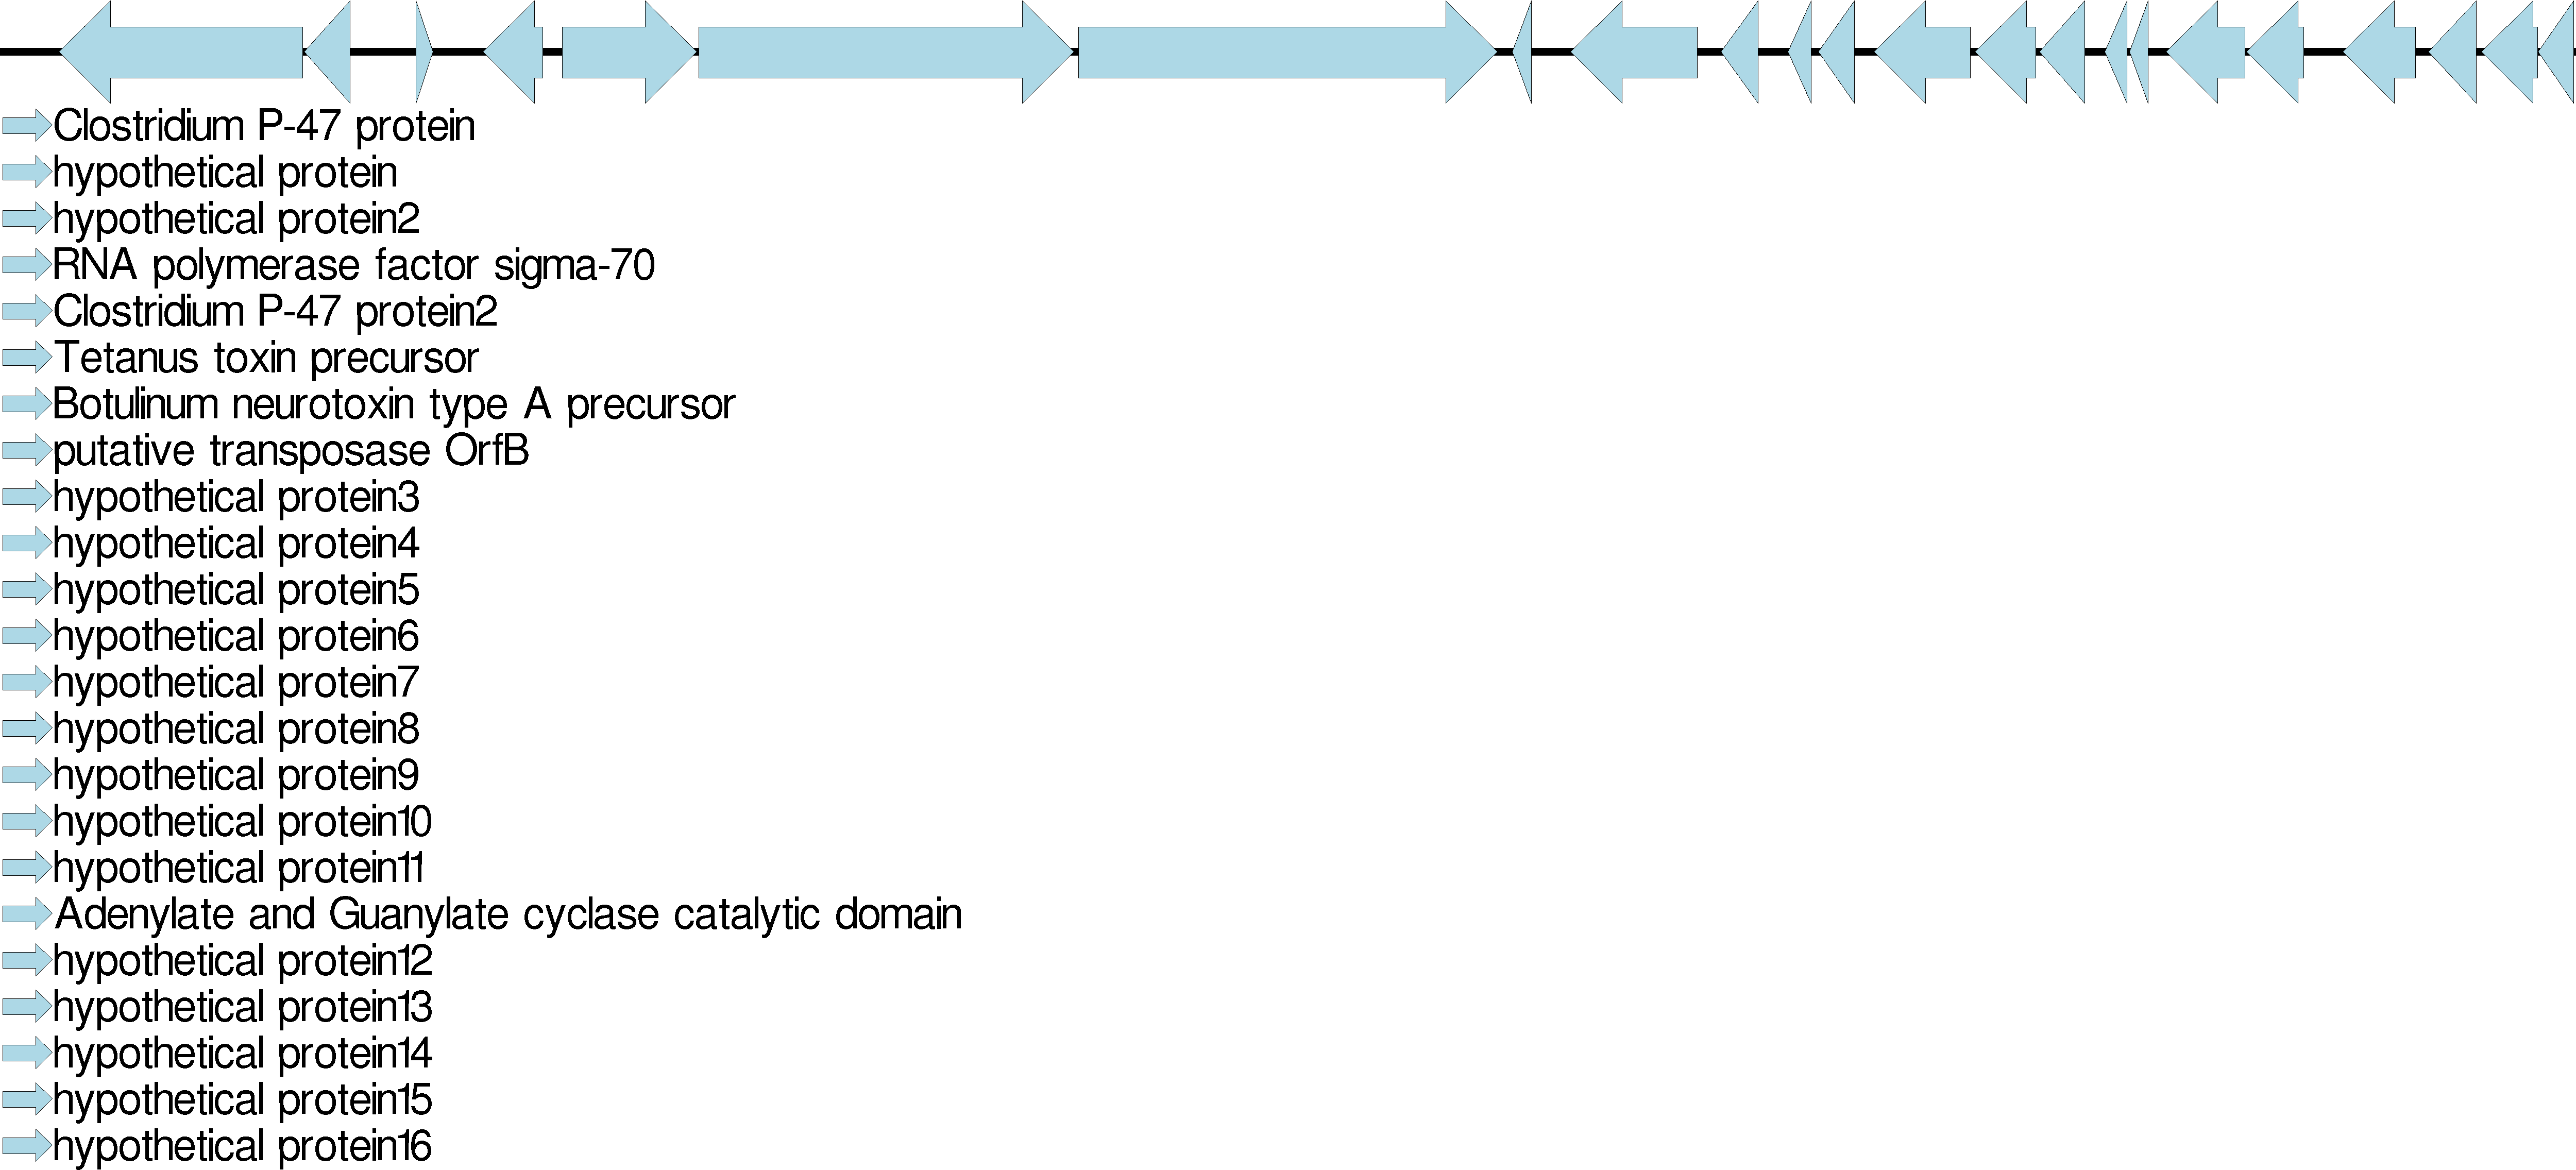 Clostridium P-47 protein
hypothetical protein
hypothetical protein2
RNA polymerase factor sigma-70
Clostridium P-47 protein2
Tetanus toxin precursor
Botulinum neurotoxin type A precursor
putative transposase OrfB
hypothetical protein3
hypothetical protein4
hypothetical protein5
hypothetical protein6
hypothetical protein7
hypothetical protein8
hypothetical protein9
hypothetical protein10
hypothetical protein11
Adenylate and Guanylate cyclase catalytic domain
hypothetical protein12
hypothetical protein13
hypothetical protein14
hypothetical protein15
hypothetical protein16